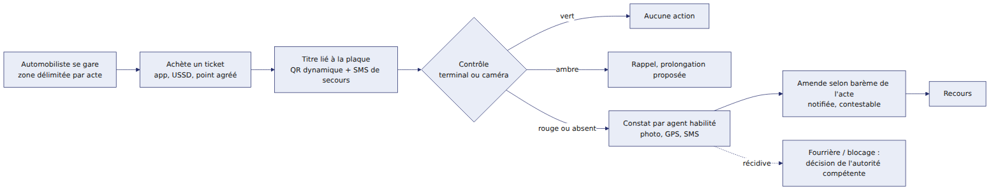 Automobiliste se gare
zone délimitée par acte
Achète un ticket
app, USSD, point agréé
Titre lié à la plaque
QR dynamique + SMS de
secours
Contrôle
terminal ou caméra
vert
Aucune action
ambre
Rappel, prolongation
proposée
rouge ou absent
Constat par agent habilité
photo, GPS, SMS
Amende selon barème de
l'acte
notifiée, contestable
Recours
récidive
Fourrière / blocage :
décision de l'autorité
compétente